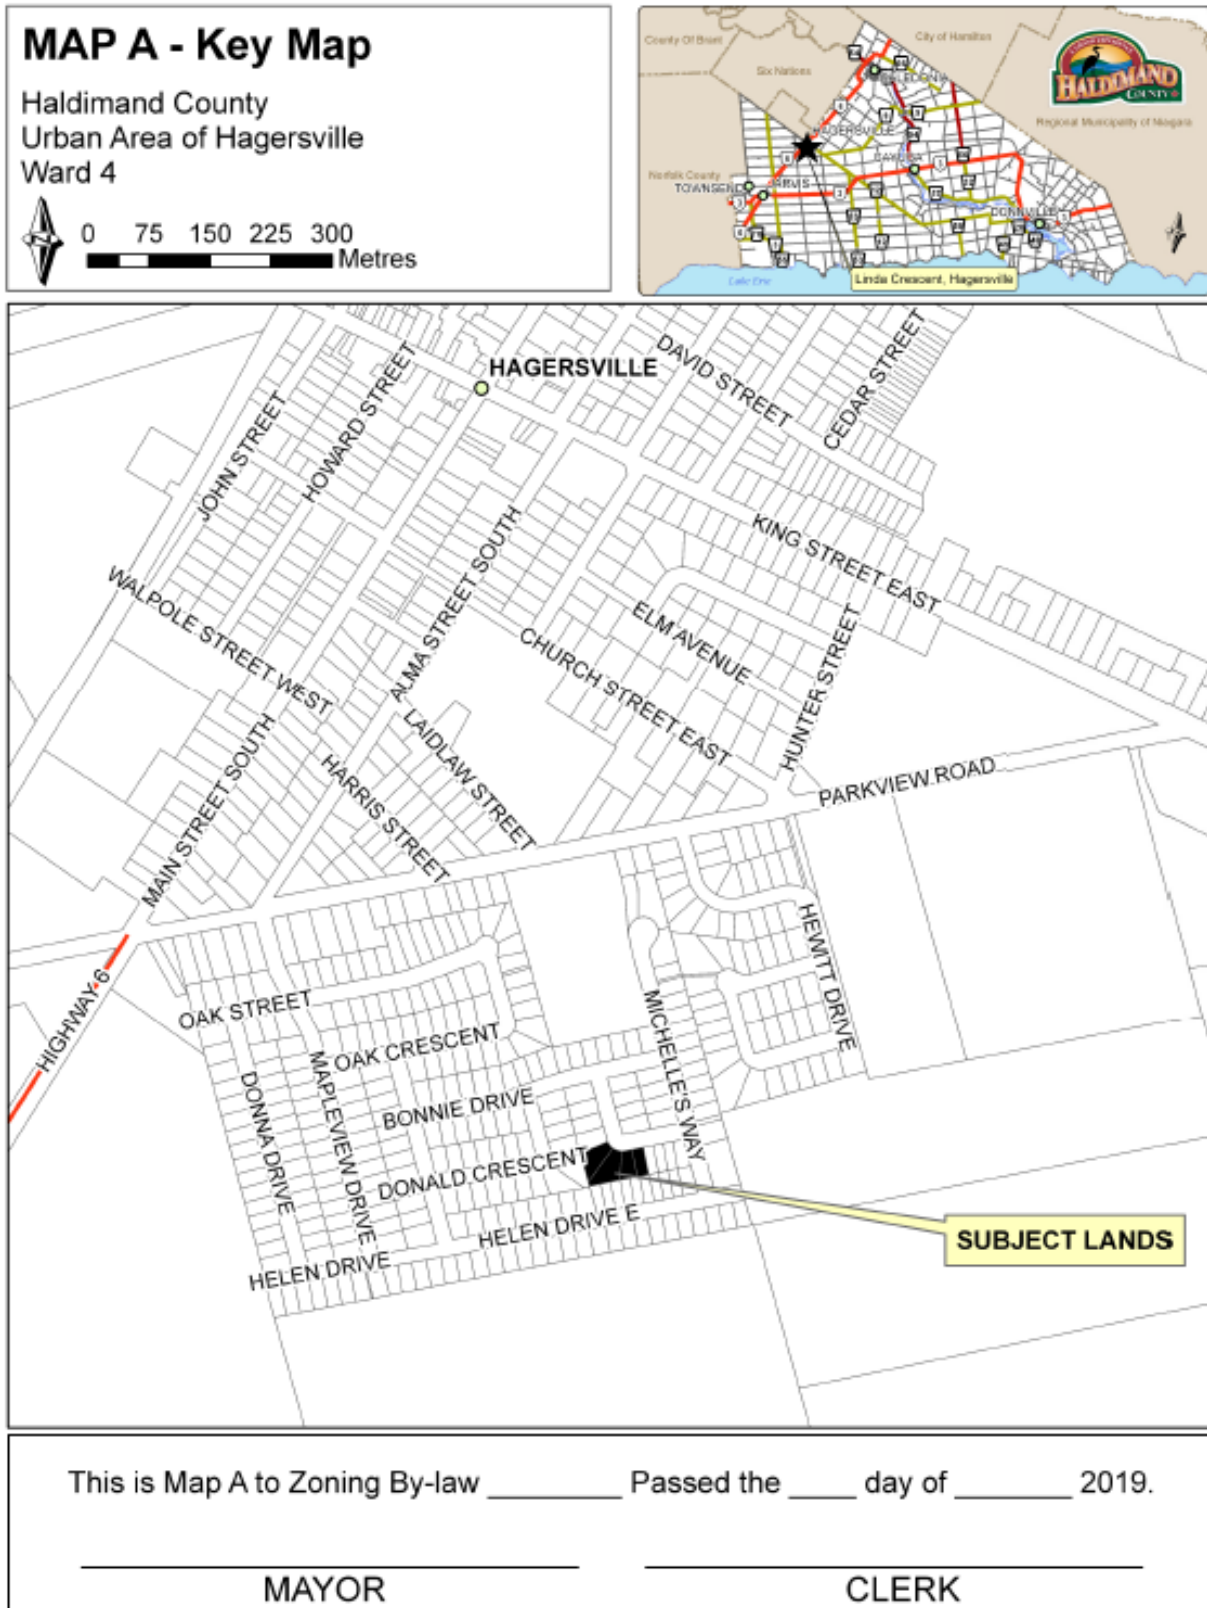 MAP A - Key Map
Haldimand County
Urban Area of Hagersville
Ward 4
0 75 150 225 300
Metres
County Of Brant
City of Hamilton
Six Nations
CALEDONIA
HALDIMAND
COUNTY
Regional Municipality of Niagara
HAGERSVILLE
CAYUGA
Norfolk County
TOWNSEND
JARVIS
DUNNVILLE
Lake Erie
Linda Crescent, Hagersville
HAGERSVILLE
DAVID STREET
CEDAR STREET
JOHN STREET
HOWARD STREET
KING STREET EAST
WALPOLE STREET WEST
ALMA STREET SOUTH
ELM AVENUE
CHURCH STREET EAST
HUNTER STREET
LAIDLAW STREET
HARRIS STREET
MAIN STREET SOUTH
PARKVIEW ROAD
HIGHWAY 6
OAK STREET
HEWITT DRIVE
OAK CRESCENT
MICHELLE'S WAY
DONNA DRIVE
MAPLEVIEW DRIVE
BONNIE DRIVE
DONALD CRESCENT
HELEN DRIVE E
HELEN DRIVE
SUBJECT LANDS
This is Map A to Zoning By-law ________ Passed the ____ day of _______ 2019.
MAYOR
CLERK